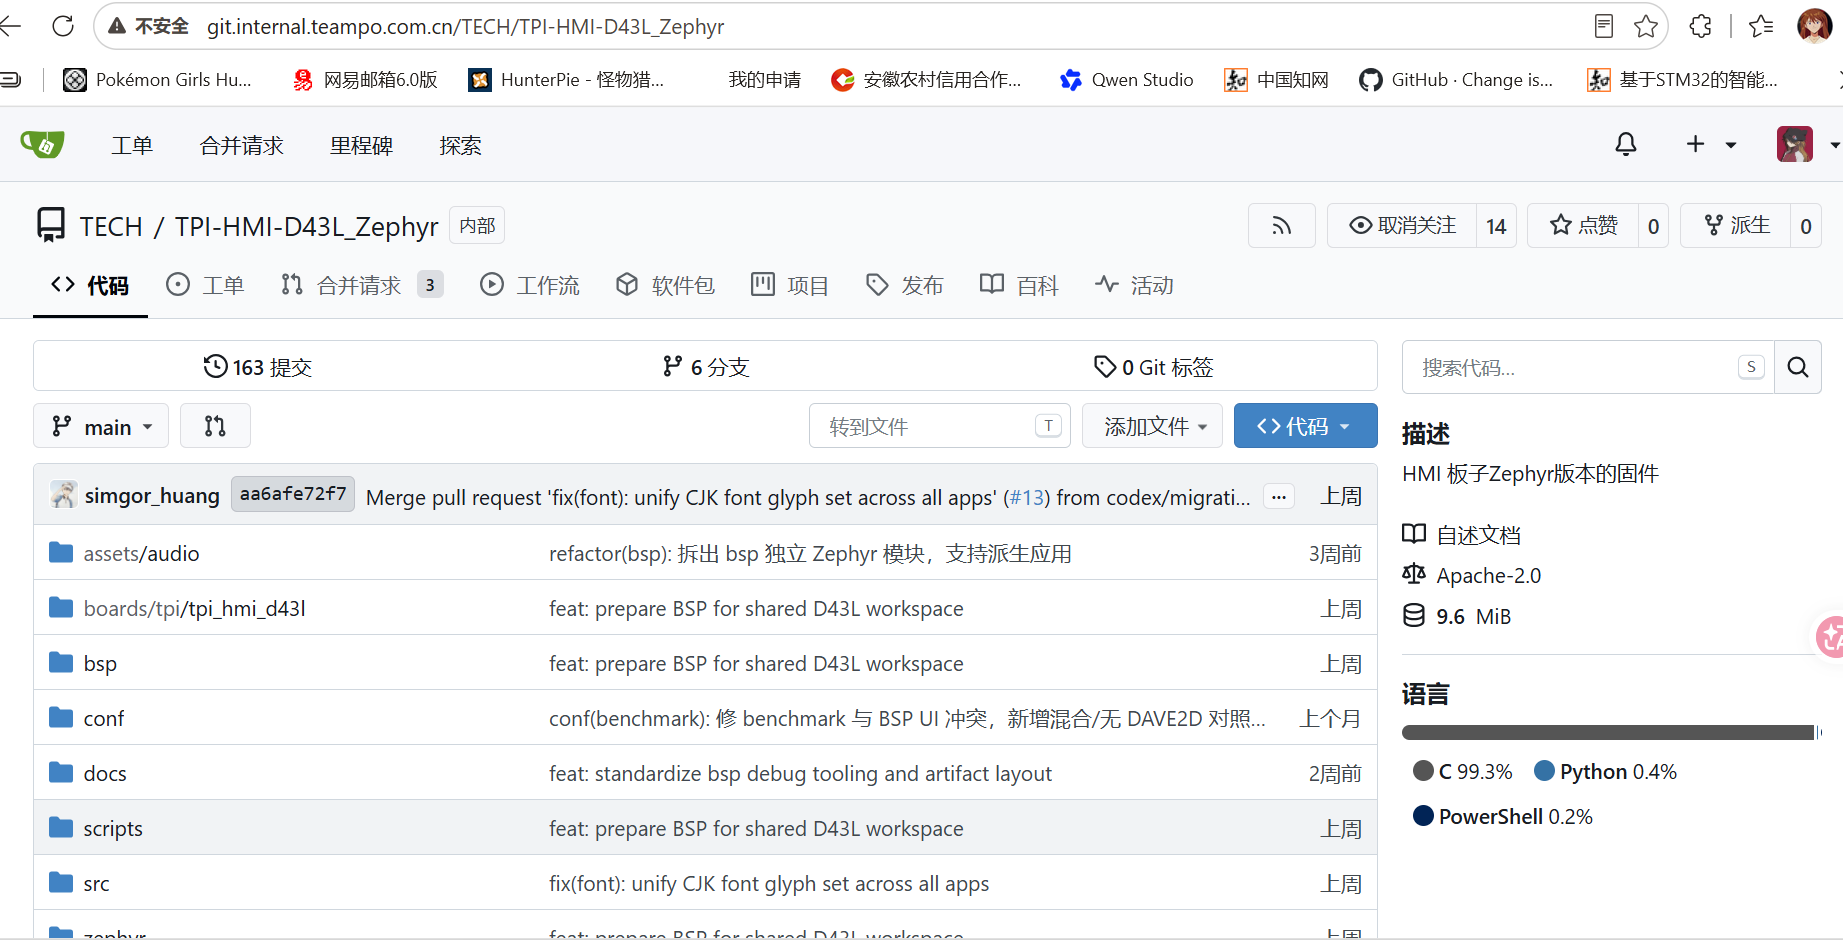 不安全 git.internal.teampo.com.cn/TECH/TPI-HMI-D43L_Zephyr
Pokémon Girls Hu... 网易邮箱6.0版 HunterPie - 怪物猎... 我的申请 安徽农村信用合作... Qwen Studio 中国知网 GitHub · Change is... 基于STM32的智能...
工单 合并请求 里程碑 探索
TECH / TPI-HMI-D43L_Zephyr 内部 取消关注 14 点赞 0 派生 0
代码 工单 合并请求 3 工作流 软件包 项目 发布 百科 活动
163 提交 6 分支 0 Git 标签 搜索代码... S
main 转到文件 T 添加文件 代码
描述
HMI 板子Zephyr版本的固件
simgor_huang aa6afe72f7 Merge pull request 'fix(font): unify CJK font glyph set across all apps' (#13) from codex/migrati... ... 上周
自述文档
assets/audio refactor(bsp): 拆出 bsp 独立 Zephyr 模块，支持派生应用 3周前
Apache-2.0
boards/tpi/tpi_hmi_d43l feat: prepare BSP for shared D43L workspace 上周
9.6 MiB
bsp feat: prepare BSP for shared D43L workspace 上周
语言
conf conf(benchmark): 修 benchmark 与 BSP UI 冲突，新增混合/无 DAVE2D 对照... 上个月
docs feat: standardize bsp debug tooling and artifact layout 2周前
C 99.3% Python 0.4%
scripts feat: prepare BSP for shared D43L workspace 上周
PowerShell 0.2%
src fix(font): unify CJK font glyph set across all apps 上周
zephyr feat: prepare BSP for shared D43L workspace 上周